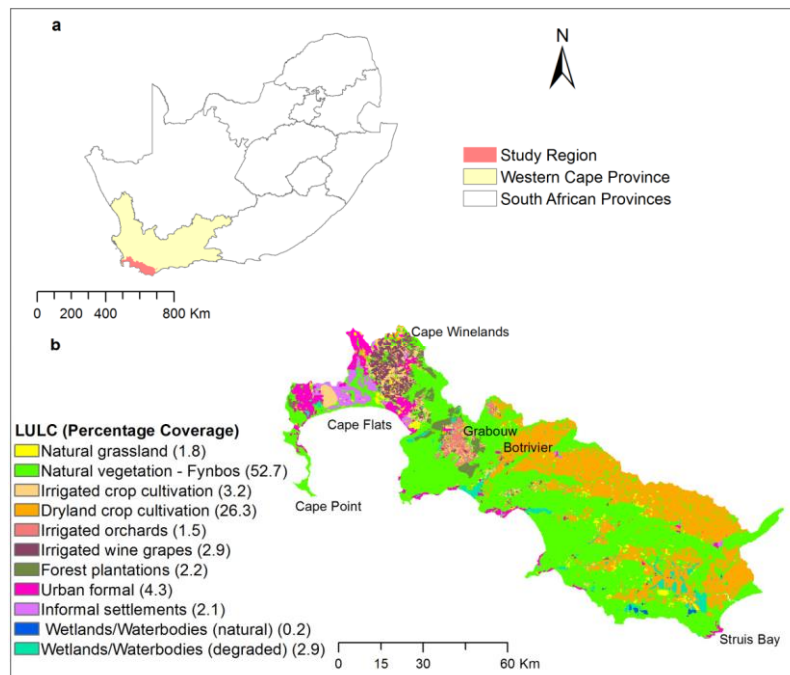 a
N
Study Region
Western Cape Province
South African Provinces
0 200 400 800 Km
b
Cape Winelands
LULC (Percentage Coverage)
Cape Flats
Grabouw
Botrivier
Natural grassland (1.8)
Natural vegetation - Fynbos (52.7)
Irrigated crop cultivation (3.2)
Cape Point
Dryland crop cultivation (26.3)
Irrigated orchards (1.5)
Irrigated wine grapes (2.9)
Forest plantations (2.2)
Urban formal (4.3)
Informal settlements (2.1)
Wetlands/Waterbodies (natural) (0.2)
Wetlands/Waterbodies (degraded) (2.9)
Struis Bay
0 15 30 60 Km